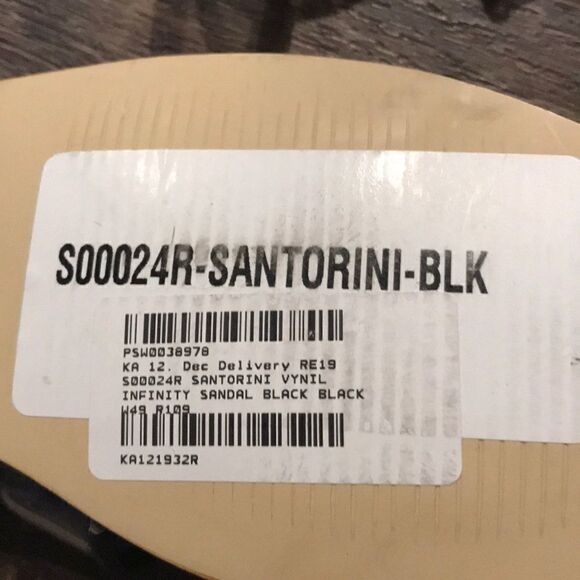 S00024R-SANTORINI-BLK
PSW0038978
KA 12. Dec Delivery RE19
S00024R SANTORINI VYNIL
INFINITY SANDAL BLACK BLACK
W49 R109
KA121932R